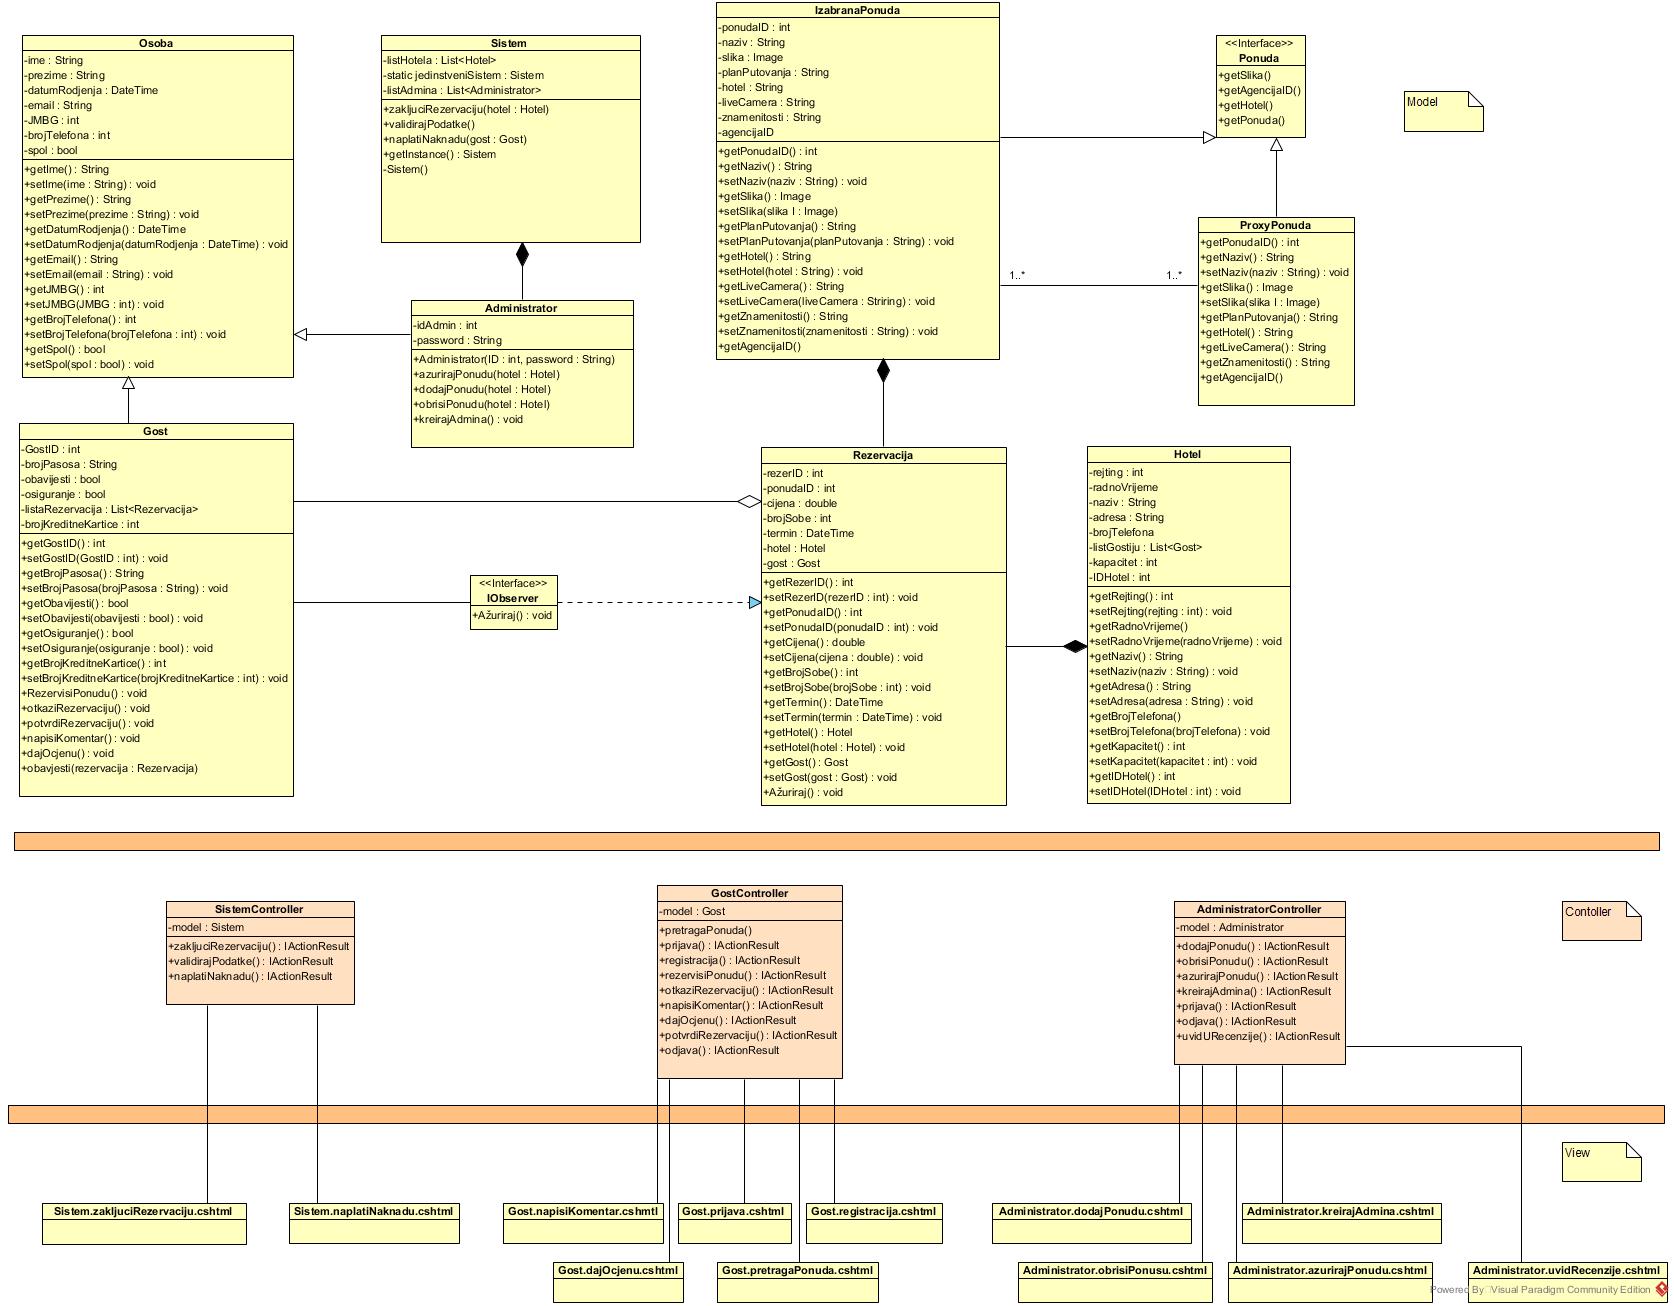 Osoba
-ime : String
-prezime : String
-datumRodjenja : DateTime
-email : String
-JMBG : int
-brojTelefona : int
-spol : bool
+getIme() : String
+setIme(ime : String) : void
+getPrezime() : String
+setPrezime(prezime : String) : void
+getDatumRodjenja() : DateTime
+setDatumRodjenja(datumRodjenja : DateTime) : void
+getEmail() : String
+setEmail(email : String) : void
+getJMBG() : int
+setJMBG(JMBG : int) : void
+getBrojTelefona() : int
+setBrojTelefona(brojTelefona : int) : void
+getSpol() : bool
+setSpol(spol : bool) : void
Sistem
-listHotela : List<Hotel>
-static jedinstveniSistem : Sistem
-listAdmina : List<Administrator>
+zakljuciRezervaciju(hotel : Hotel)
+validirajPodatke()
+naplatiNaknadu(gost : Gost)
+getInstance() : Sistem
-Sistem()
Administrator
-idAdmin : int
-password : String
+Administrator(ID : int, password : String)
+azurirajPonudu(hotel : Hotel)
+dodajPonudu(hotel : Hotel)
+obrisiPonudu(hotel : Hotel)
+kreirajAdmina() : void
IzabranaPonuda
-ponudaID : int
-naziv : String
-slika : Image
-planPutovanja : String
-hotel : String
-liveCamera : String
-znamenitosti : String
-agencijaID
+getPonudaID() : int
+getNaziv() : String
+setNaziv(naziv : String) : void
+getSlika() : Image
+setSlika(slika I : Image)
+getPlanPutovanja() : String
+setPlanPutovanja(planPutovanja : String) : void
+getHotel() : String
+setHotel(hotel : String) : void
+getLiveCamera() : String
+setLiveCamera(liveCamera : Striring) : void
+getZnamenitosti() : String
+setZnamenitosti(znamenitosti : String) : void
+getAgencijaID()
<<Interface>>
Ponuda
+getSlika()
+getAgencijaID()
+getHotel()
+getPonuda()
Model
1..*
1..*
ProxyPonuda
+getPonudaID() : int
+getNaziv() : String
+setNaziv(naziv : String) : void
+getSlika() : Image
+setSlika(slika I : Image)
+getPlanPutovanja() : String
+getHotel() : String
+getLiveCamera() : String
+getZnamenitosti() : String
+getAgencijaID()
Gost
-GostID : int
-brojPasosa : String
-obavijesti : bool
-osiguranje : bool
-listaRezervacija : List<Rezervacija>
-brojKreditneKartice : int
+getGostID() : int
+setGostID(GostID : int) : void
+getBrojPasosa() : String
+setBrojPasosa(brojPasosa : String) : void
+getObavijesti() : bool
+setObavijesti(obavijesti : bool) : void
+getOsiguranje() : bool
+setOsiguranje(osiguranje : bool) : void
+getBrojKreditneKartice() : int
+setBrojKreditneKartice(brojKreditneKartice : int) : void
+RezervisiPonudu() : void
+otkaziRezervaciju() : void
+potvrdiRezervaciju() : void
+napisiKomentar() : void
+dajOcjenu() : void
+obavjesti(rezervacija : Rezervacija)
<<Interface>>
IObserver
+Ažuriraj() : void
Rezervacija
-rezerID : int
-ponudaID : int
-cijena : double
-brojSobe : int
-termin : DateTime
-hotel : Hotel
-gost : Gost
+getRezerID() : int
+setRezerID(rezerID : int) : void
+getPonudaID() : int
+setPonudaID(ponudaID : int) : void
+getCijena() : double
+setCijena(cijena : double) : void
+getBrojSobe() : int
+setBrojSobe(brojSobe : int) : void
+getTermin() : DateTime
+setTermin(termin : DateTime) : void
+getHotel() : Hotel
+setHotel(hotel : Hotel) : void
+getGost() : Gost
+setGost(gost : Gost) : void
+Ažuriraj() : void
Hotel
-rejting : int
-radnoVrijeme
-naziv : String
-adresa : String
-brojTelefona
-listGostiju : List<Gost>
-kapacitet : int
-IDHotel : int
+getRejting() : int
+setRejting(rejting : int) : void
+getRadnoVrijeme()
+setRadnoVrijeme(radnoVrijeme) : void
+getNaziv() : String
+setNaziv(naziv : String) : void
+getAdresa() : String
+setAdresa(adresa : String) : void
+getBrojTelefona()
+setBrojTelefona(brojTelefona) : void
+getKapacitet() : int
+setKapacitet(kapacitet : int) : void
+getIDHotel() : int
+setIDHotel(IDHotel : int) : void
SistemController
-model : Sistem
+zakljuciRezervaciju() : IActionResult
+validirajPodatke() : IActionResult
+naplatiNaknadu() : IActionResult
GostController
-model : Gost
+pretragaPonuda()
+prijava() : IActionResult
+registracija() : IActionResult
+rezervisiPonudu() : IActionResult
+otkaziRezervaciju() : IActionResult
+napisiKomentar() : IActionResult
+dajOcjenu() : IActionResult
+potvrdiRezervaciju() : IActionResult
+odjava() : IActionResult
AdministratorController
-model : Administrator
+dodajPonudu() : IActionResult
+obrisiPonudu() : IActionResult
+azurirajPonudu() : IActionResult
+kreirajAdmina() : IActionResult
+prijava() : IActionResult
+odjava() : IActionResult
+uvidURecenzije() : IActionResult
Contoller
View
Sistem.zakljuciRezervaciju.cshtml
Sistem.naplatiNaknadu.cshtml
Gost.napisiKomentar.cshmtl
Gost.prijava.cshtml
Gost.registracija.cshtml
Administrator.dodajPonudu.cshtml
Administrator.kreirajAdmina.cshtml
Gost.dajOcjenu.cshtml
Gost.pretragaPonuda.cshtml
Administrator.obrisiPonusu.cshtml
Administrator.azurirajPonudu.cshtml
Administrator.uvidRecenzije.cshtml
Powered By Visual Paradigm Community Edition